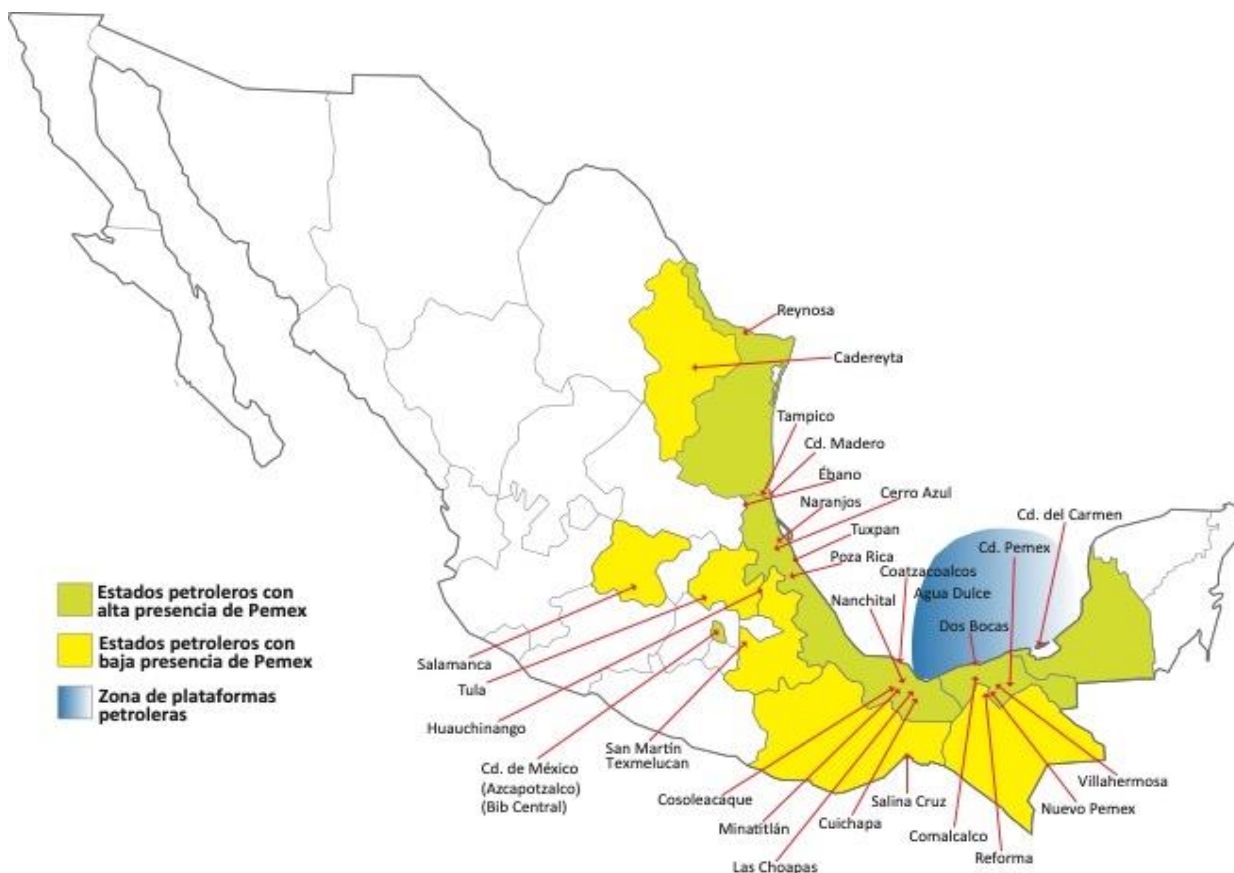 Reynosa
Cadereyta
Tampico
Cd. Madero
Ébano
Cerro Azul
Naranjos
Cd. del Carmen
Tuxpan
Cd. Pemex
Poza Rica
Coatzacoalcos
Nanchital
Agua Dulce
Dos Bocas
Estados petroleros con
alta presencia de Pemex
Estados petroleros con
baja presencia de Pemex
Zona de plataformas
petroleras
Salamanca
Tula
Huauchinango
San Martín
Texmelucan
Cd. de México
(Azcapotzalco)
(Bib Central)
Cosoleacaque
Minatitlán
Las Choapas
Cuichapa
Salina Cruz
Comalcalco
Reforma
Nuevo Pemex
Villahermosa